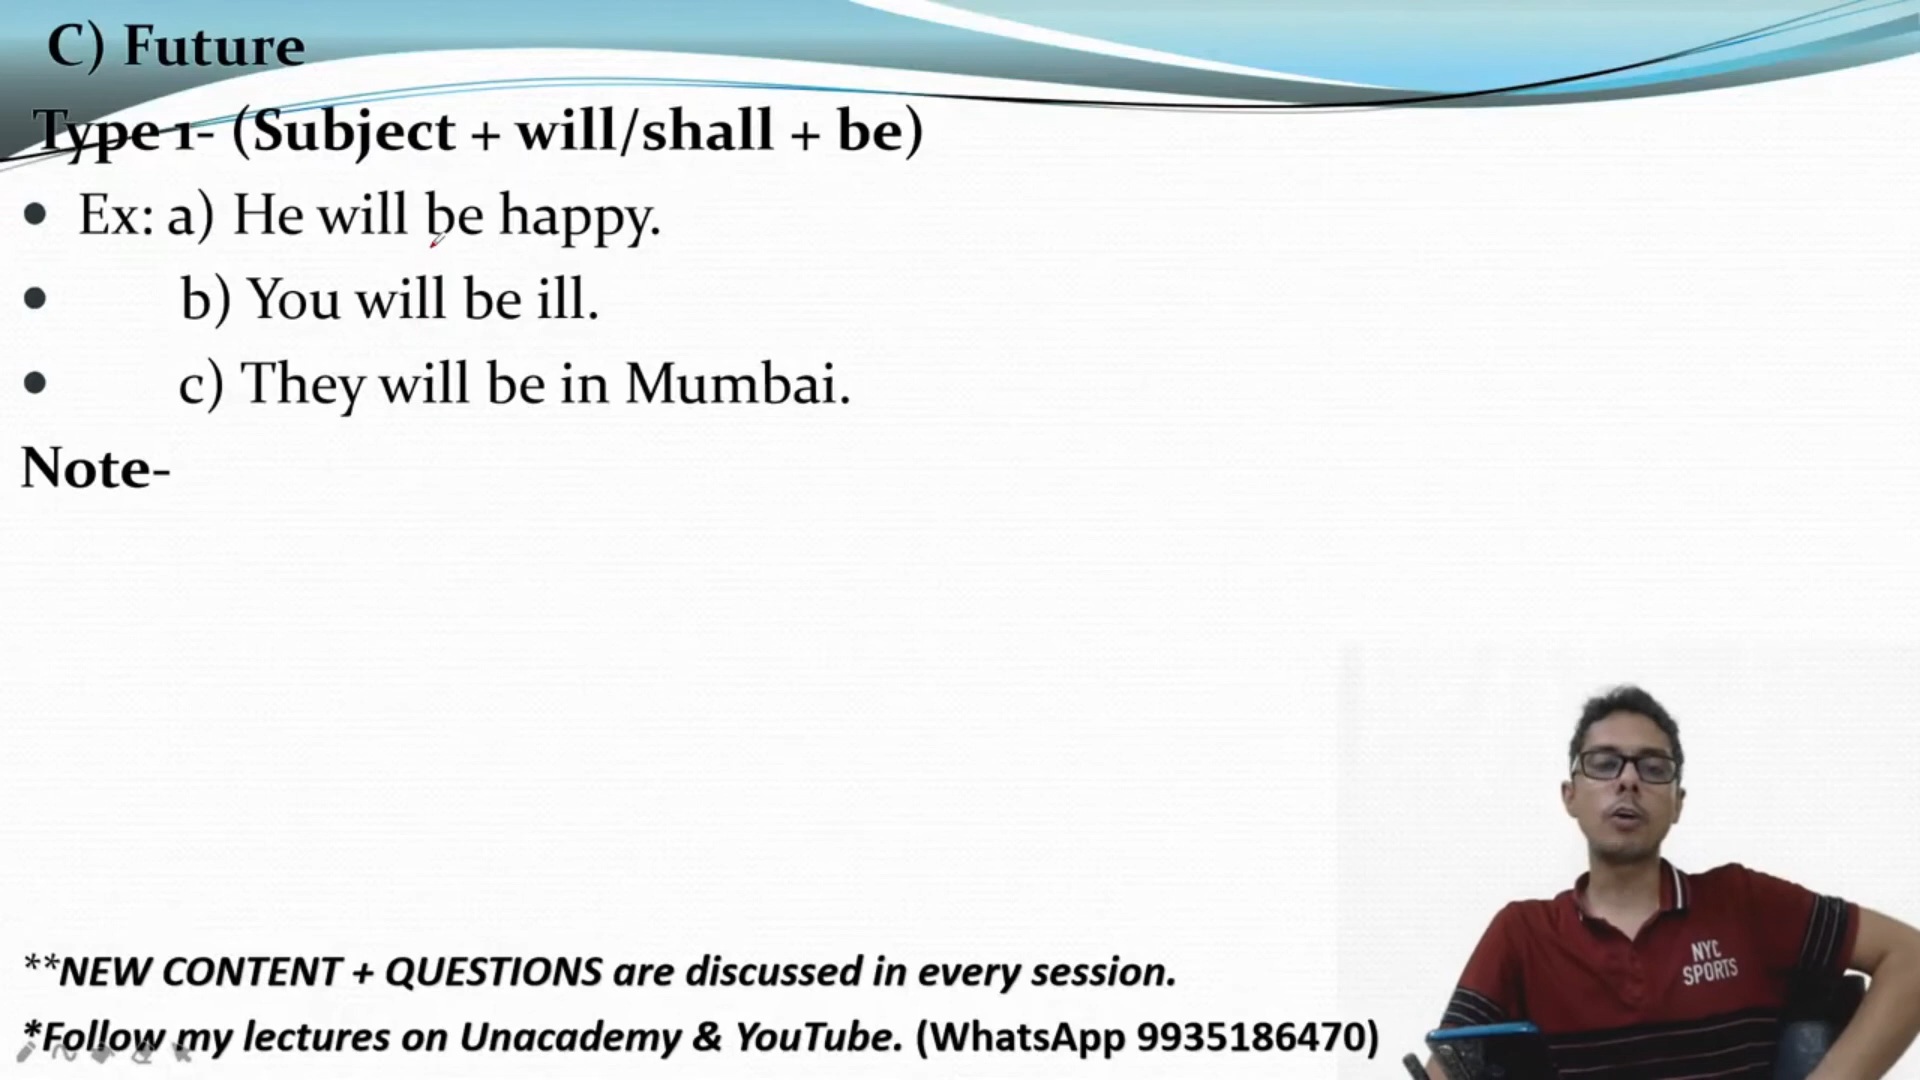 C) Future
Type 1- (Subject + will/shall + be)
• Ex: a) He will be happy.
• b) You will be ill.
• c) They will be in Mumbai.
Note-
**NEW CONTENT + QUESTIONS are discussed in every session.
*Follow my lectures on Unacademy & YouTube. (WhatsApp 9935186470)
NYC
SPORTS